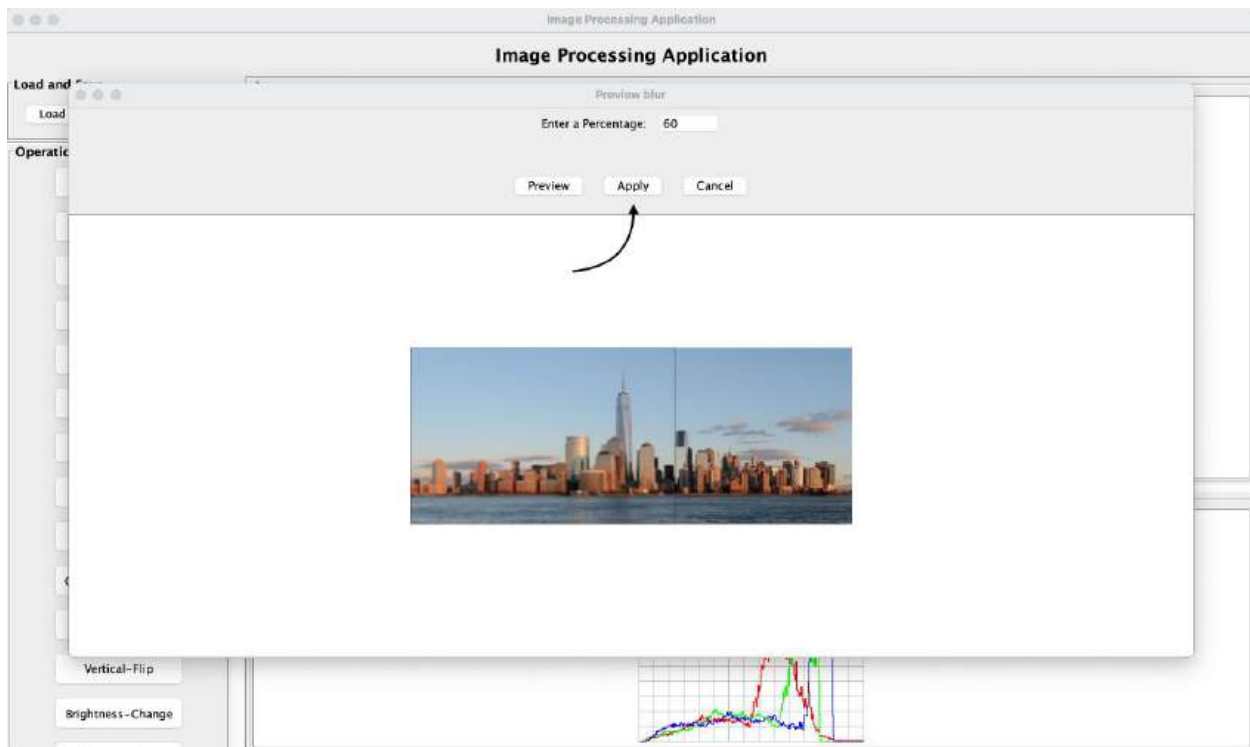 Image Processing Application
Image Processing Application
Load and
Load
Preview blur
Enter a Percentage: 60
Preview Apply Cancel
Vertical-Flip
Brightness-Change